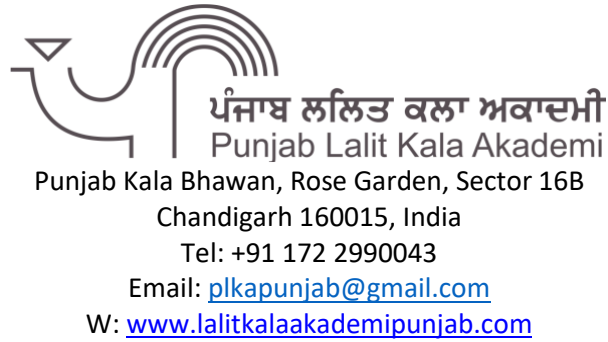 ਪੰਜਾਬ ਲਲਿਤ ਕਲਾ ਅਕਾਦਮੀ
Punjab Lalit Kala Akademi
Punjab Kala Bhawan, Rose Garden, Sector 16B
Chandigarh 160015, India
Tel: +91 172 2990043
Email: plkapunjab@gmail.com
W: www.lalitkalaakademipunjab.com